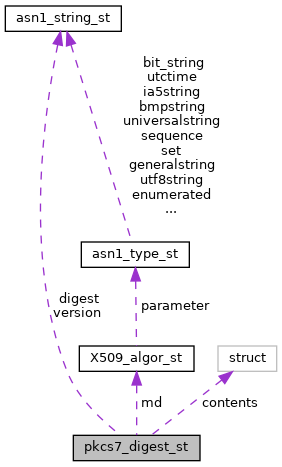 asn1_string_st
bit_string
utctime
ia5string
bmpstring
universalstring
sequence
set
generalstring
utf8string
enumerated
...
asn1_type_st
digest
version
parameter
X509_algor_st
struct
md
contents
pkcs7_digest_st